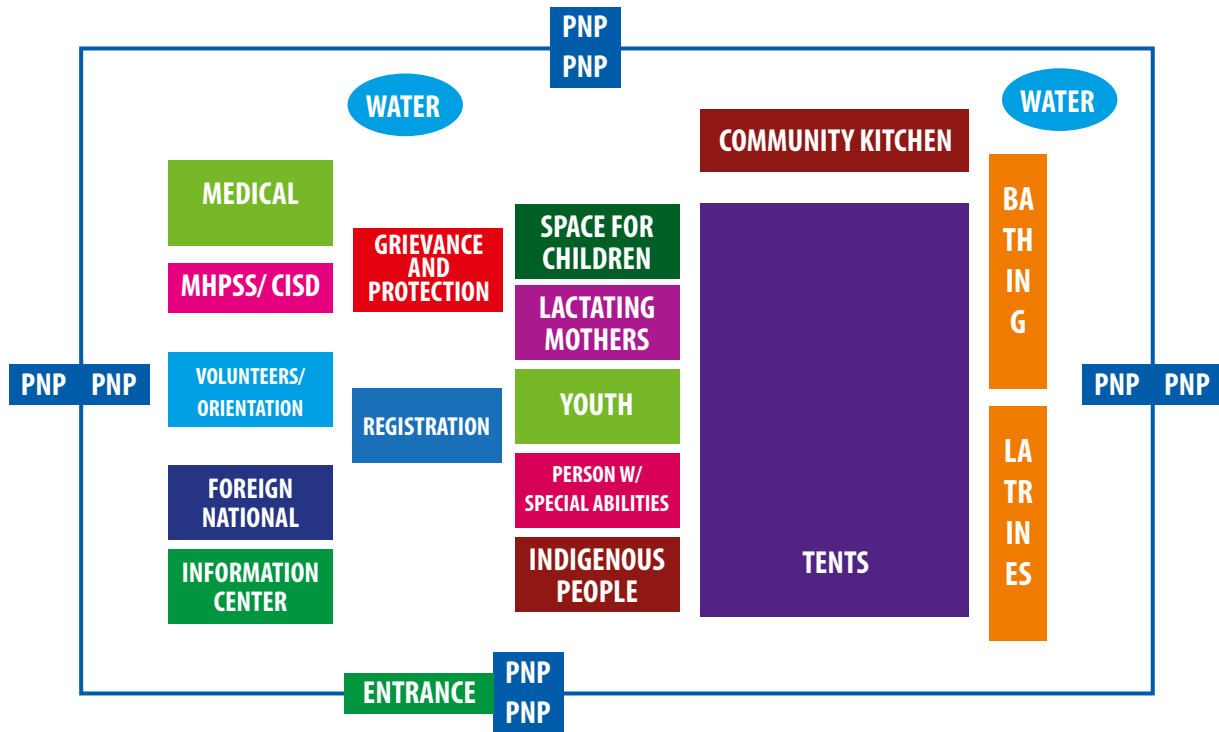 PNP
PNP
WATER
WATER
COMMUNITY KITCHEN
MEDICAL
MHPSS/ CISD
GRIEVANCE
AND
PROTECTION
SPACE FOR
CHILDREN
LACTATING
MOTHERS
BA
TH
IN
G
PNP PNP
VOLUNTEERS/
ORIENTATION
REGISTRATION
YOUTH
PNP PNP
FOREIGN
NATIONAL
PERSON W/
SPECIAL ABILITIES
LA
TR
IN
ES
INFORMATION
CENTER
INDIGENOUS
PEOPLE
TENTS
ENTRANCE
PNP
PNP